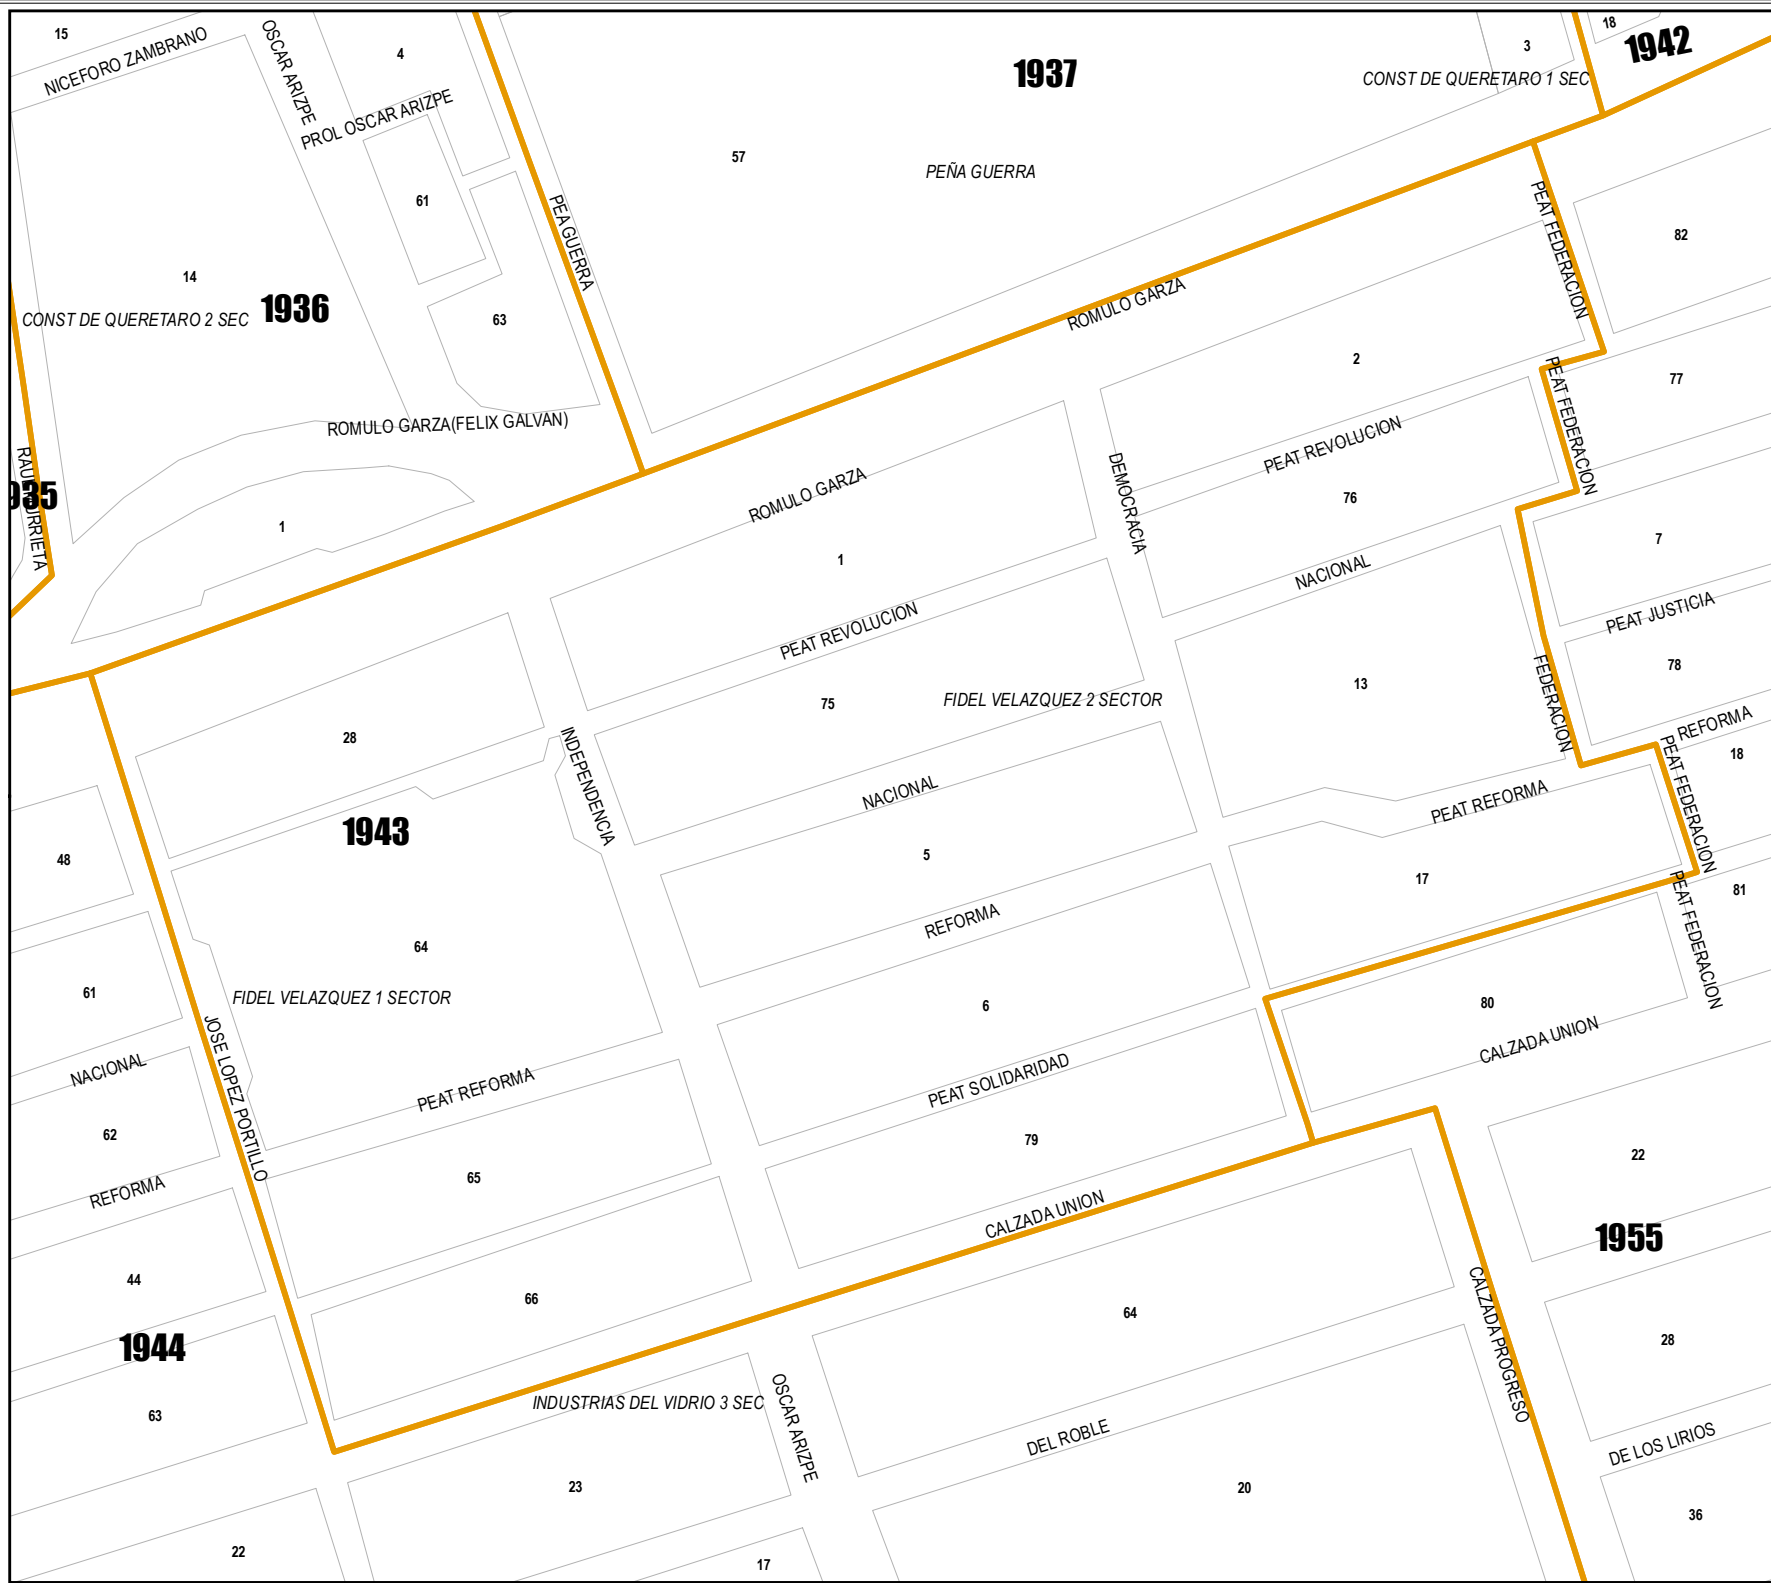 15
NICEFORO ZAMBRANO
OSCAR ARIZPE
4
PROL OSCAR ARIZPE
61
63
14
CONST DE QUERETARO 2 SEC
1936
PEA GUERRA
57
1937
PEÑA GUERRA
CONST DE QUERETARO 1 SEC
3
18
1942
ROMULO GARZA
PEAT FEDERACION
82
2
77
PEAT FEDERACION
PEAT REVOLUCION
76
DEMOCRACIA
NACIONAL
7
PEAT JUSTICIA
78
FEDERACION
REFORMA
18
PEAT FEDERACION
13
PEAT REFORMA
17
81
PEAT FEDERACION
80
CALZADA UNION
22
1955
28
DE LOS LIRIOS
36
CALZADA PROGRESO
ROMULO GARZA(FELIX GALVAN)
1
935
RAUL URRIETA
ROMULO GARZA
1
PEAT REVOLUCION
75
FIDEL VELAZQUEZ 2 SECTOR
NACIONAL
5
REFORMA
6
PEAT SOLIDARIDAD
79
CALZADA UNION
28
INDEPENDENCIA
1943
64
FIDEL VELAZQUEZ 1 SECTOR
PEAT REFORMA
65
66
JOSE LOPEZ PORTILLO
48
61
NACIONAL
62
REFORMA
44
1944
63
22
INDUSTRIAS DEL VIDRIO 3 SEC
23
OSCAR ARIZPE
17
64
DEL ROBLE
20